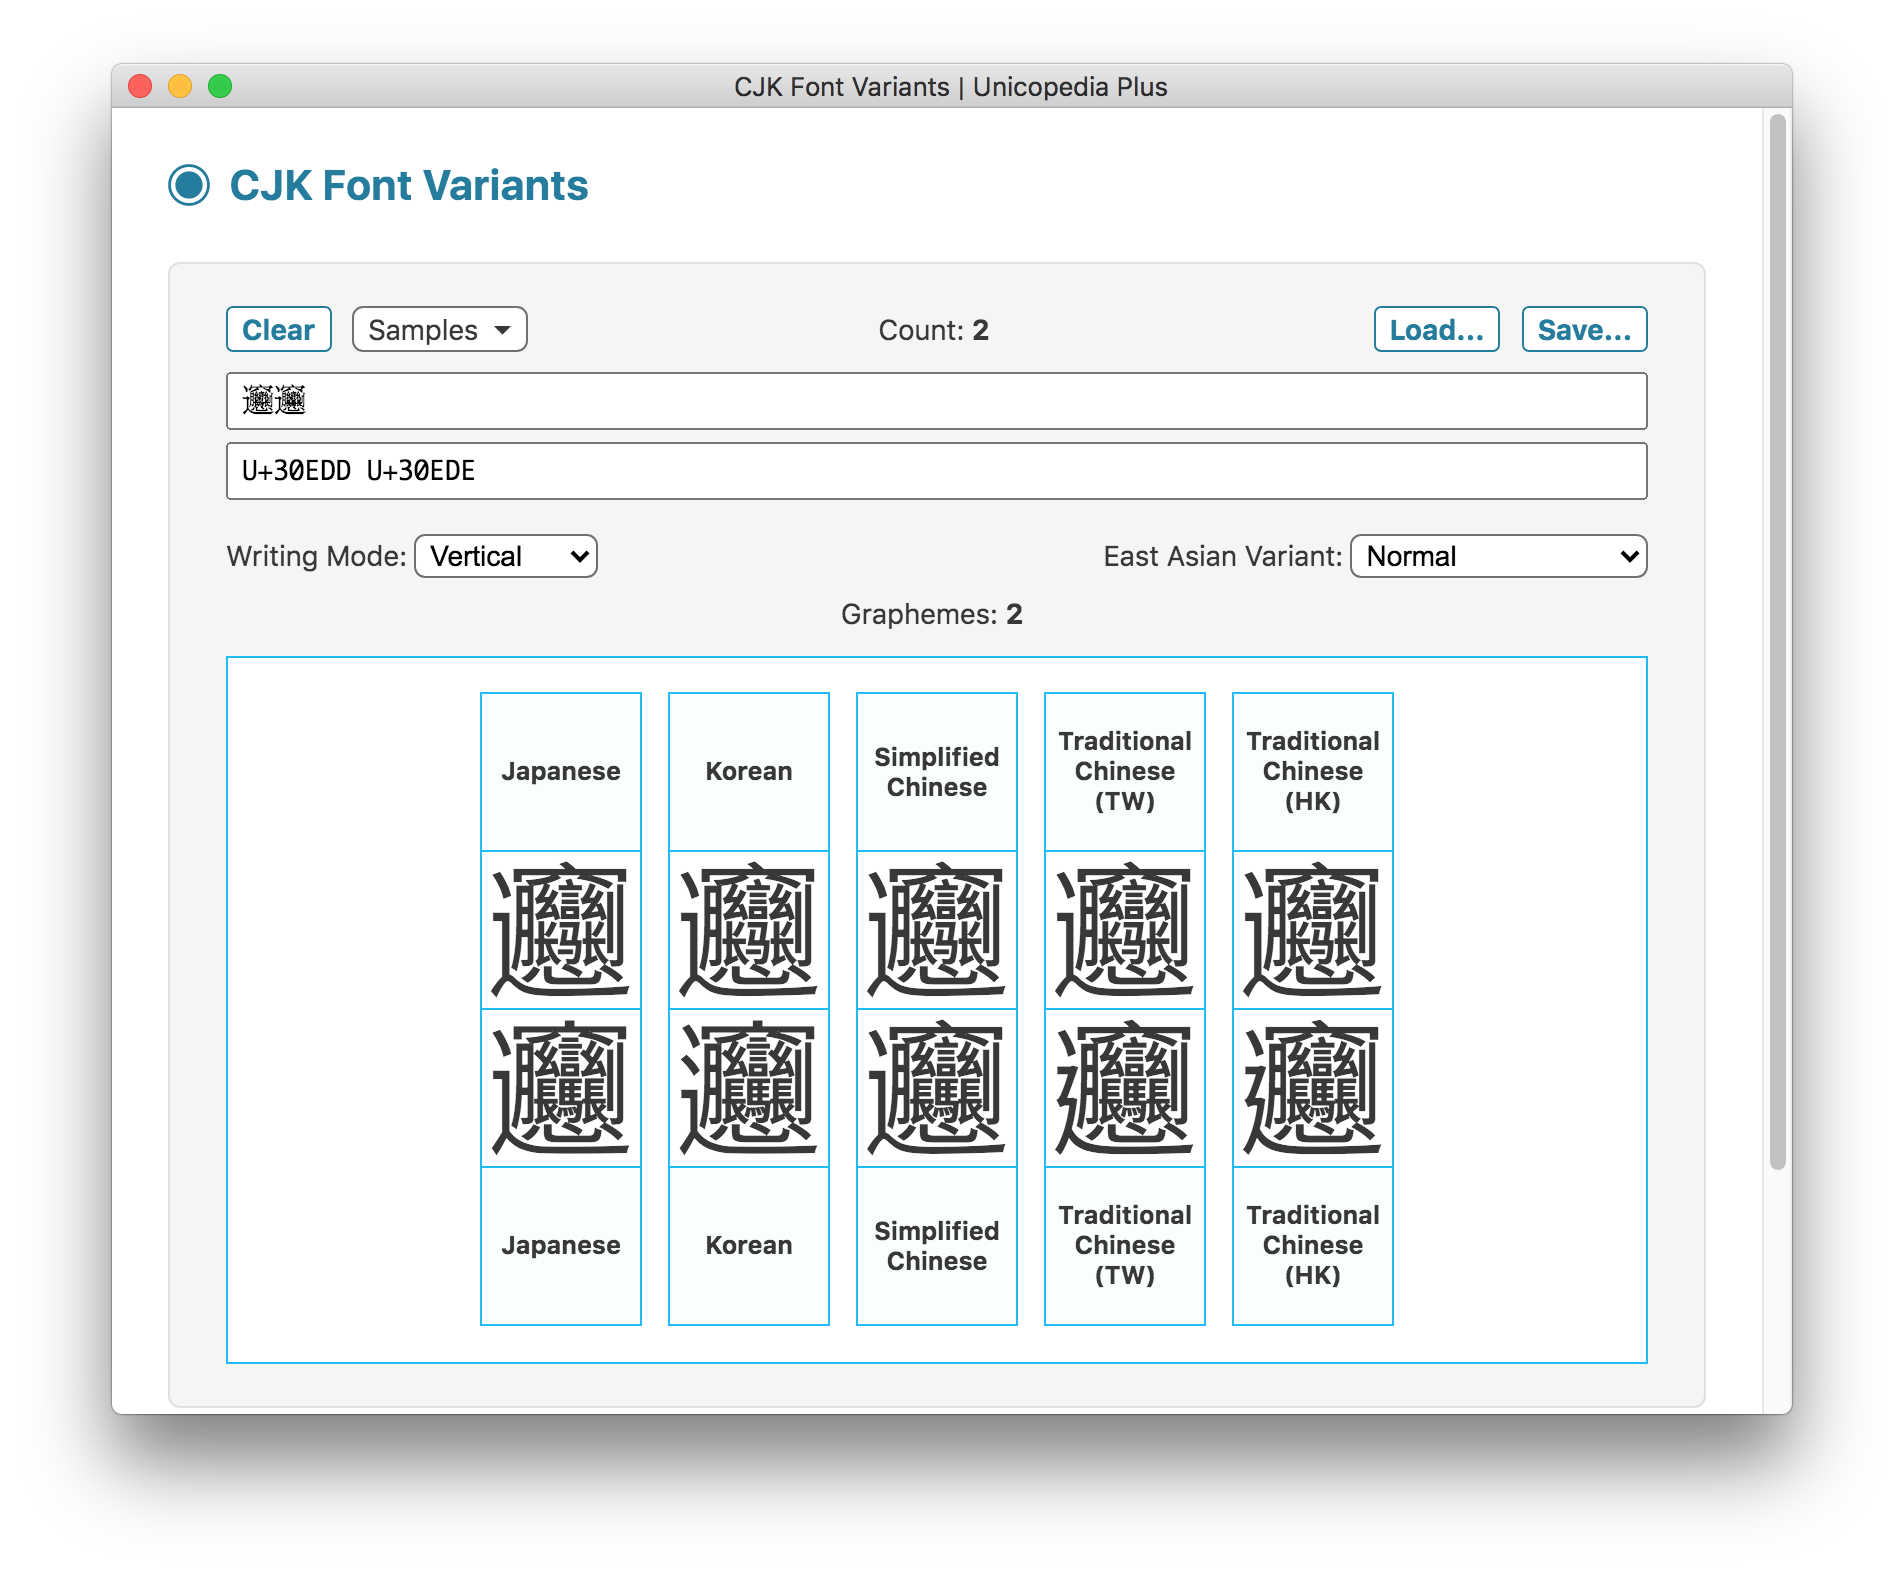 CJK Font Variants | Unicopedia Plus
CJK Font Variants
Clear Samples Count: 2 Load... Save...
𰻝𰻞
U+30EDD U+30EDE
Writing Mode: Vertical East Asian Variant: Normal
Graphemes: 2
Japanese Korean Simplified Chinese Traditional Chinese (TW) Traditional Chinese (HK)
𰻝 𰻝 𰻝 𰻝 𰻝
𰻞 𰻞 𰻞 𰻞 𰻞
Japanese Korean Simplified Chinese Traditional Chinese (TW) Traditional Chinese (HK)